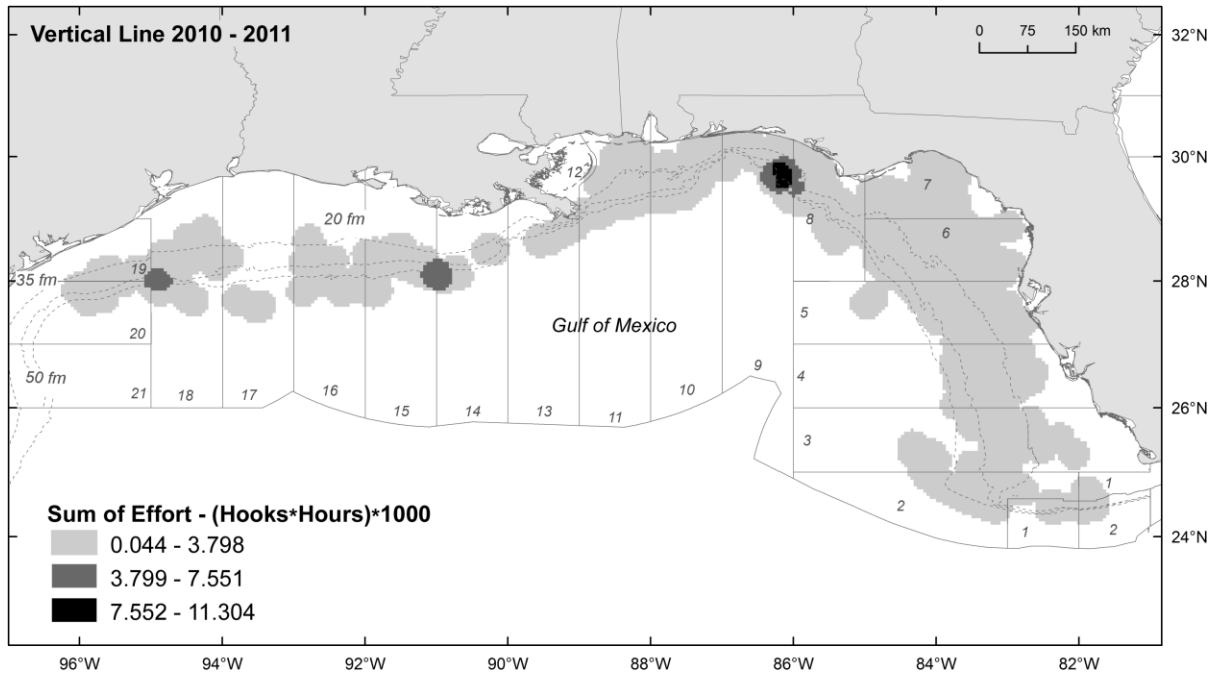 Vertical Line 2010 - 2011
0 75 150 km
32°N
30°N
28°N
26°N
24°N
12
7
20 fm
8
6
19
35 fm
5
Gulf of Mexico
20
50 fm
9
4
21 18 17 16 15 14 13 11 10
3
1
2
1
2
Sum of Effort - (Hooks*Hours)*1000
0.044 - 3.798
3.799 - 7.551
7.552 - 11.304
96°W 94°W 92°W 90°W 88°W 86°W 84°W 82°W